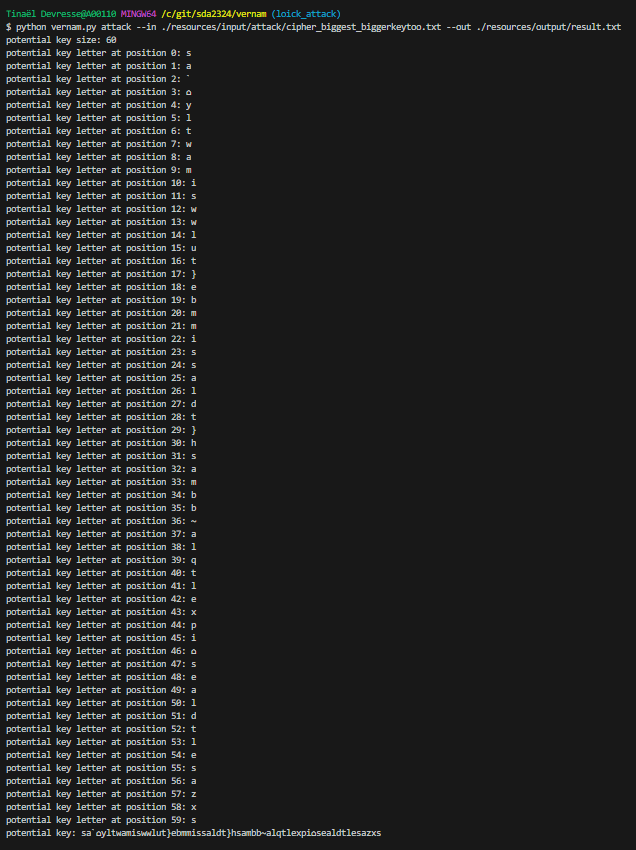 Tinaël Devresse@A00110 MINGW64 /c/git/sda2324/vernam (loick_attack)
$ python vernam.py attack --in ./resources/input/attack/cipher_biggest_biggerkeytoo.txt --out ./resources/output/result.txt
potential key size: 60
potential key letter at position 0: s
potential key letter at position 1: a
potential key letter at position 2: `
potential key letter at position 3: o
potential key letter at position 4: y
potential key letter at position 5: l
potential key letter at position 6: t
potential key letter at position 7: w
potential key letter at position 8: a
potential key letter at position 9: m
potential key letter at position 10: i
potential key letter at position 11: s
potential key letter at position 12: w
potential key letter at position 13: w
potential key letter at position 14: l
potential key letter at position 15: u
potential key letter at position 16: t
potential key letter at position 17: }
potential key letter at position 18: e
potential key letter at position 19: b
potential key letter at position 20: m
potential key letter at position 21: m
potential key letter at position 22: i
potential key letter at position 23: s
potential key letter at position 24: s
potential key letter at position 25: a
potential key letter at position 26: l
potential key letter at position 27: d
potential key letter at position 28: t
potential key letter at position 29: }
potential key letter at position 30: h
potential key letter at position 31: s
potential key letter at position 32: a
potential key letter at position 33: m
potential key letter at position 34: b
potential key letter at position 35: b
potential key letter at position 36: ~
potential key letter at position 37: a
potential key letter at position 38: l
potential key letter at position 39: q
potential key letter at position 40: t
potential key letter at position 41: l
potential key letter at position 42: e
potential key letter at position 43: x
potential key letter at position 44: p
potential key letter at position 45: i
potential key letter at position 46: o
potential key letter at position 47: s
potential key letter at position 48: e
potential key letter at position 49: a
potential key letter at position 50: l
potential key letter at position 51: d
potential key letter at position 52: t
potential key letter at position 53: l
potential key letter at position 54: e
potential key letter at position 55: s
potential key letter at position 56: a
potential key letter at position 57: z
potential key letter at position 58: x
potential key letter at position 59: s
potential key: sa`oyltwamiswwlut}ebmmissaldt}hsambb~alqtlexpiosealdtlesazxs